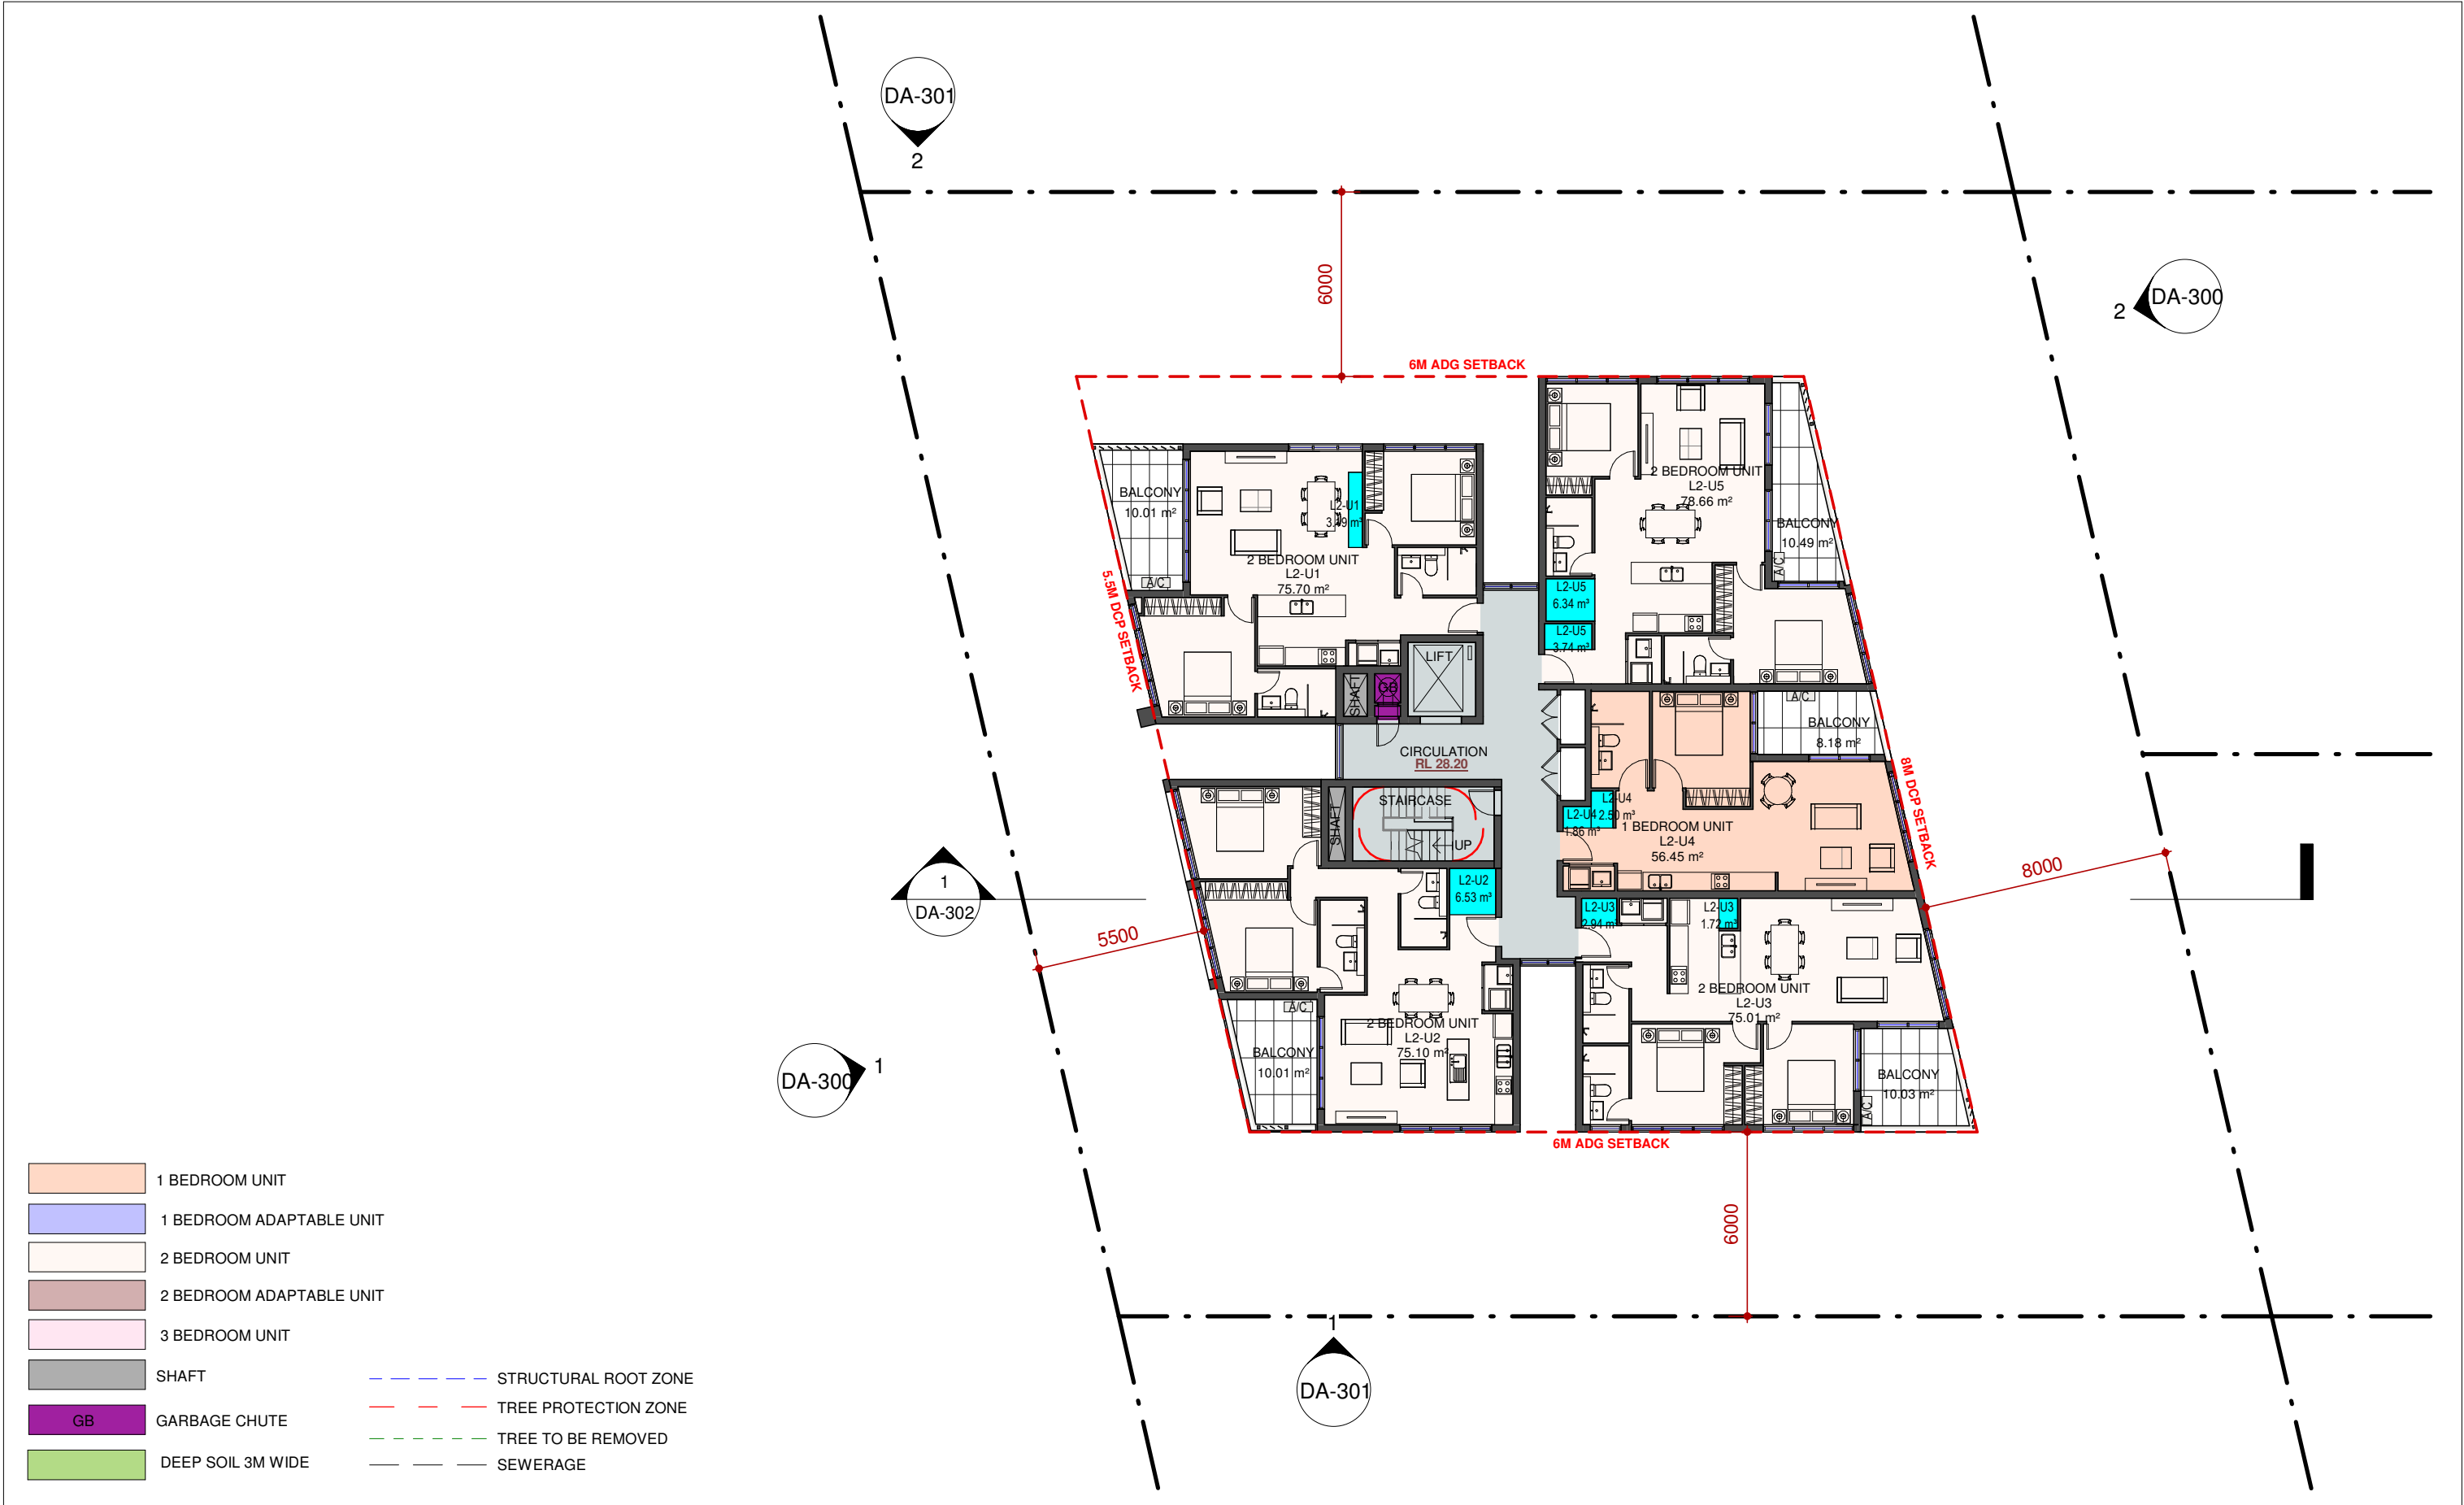 DA-301
2
6000
2
DA-300
6M ADG SETBACK
BALCONY
10.01 m²
A/C
5.5M DCP SETBACK
L2-U1
3.49 m³
2 BEDROOM UNIT
L2-U1
75.70 m²
2 BEDROOM UNIT
L2-U5
78.66 m²
BALCONY
10.49 m²
A/C
L2-U5
6.34 m³
L2-U5
3.74 m³
LIFT
SHAFT
GB
CIRCULATION
RL 28.20
A/C
BALCONY
8.18 m²
8M DCP SETBACK
STAIRCASE
UP
SHAFT
L2-U4
2.50 m³
L2-U4
1.86 m³
1 BEDROOM UNIT
L2-U4
56.45 m²
8000
1
DA-302
5500
L2-U2
6.53 m³
L2-U3
2.94 m³
L2-U3
1.72 m³
2 BEDROOM UNIT
L2-U3
75.01 m²
A/C
BALCONY
10.01 m²
2 BEDROOM UNIT
L2-U2
75.10 m²
BALCONY
10.03 m²
A/C
DA-300
1
6M ADG SETBACK
6000
1
DA-301
1 BEDROOM UNIT
1 BEDROOM ADAPTABLE UNIT
2 BEDROOM UNIT
2 BEDROOM ADAPTABLE UNIT
3 BEDROOM UNIT
SHAFT
GB
GARBAGE CHUTE
DEEP SOIL 3M WIDE
STRUCTURAL ROOT ZONE
TREE PROTECTION ZONE
TREE TO BE REMOVED
SEWERAGE